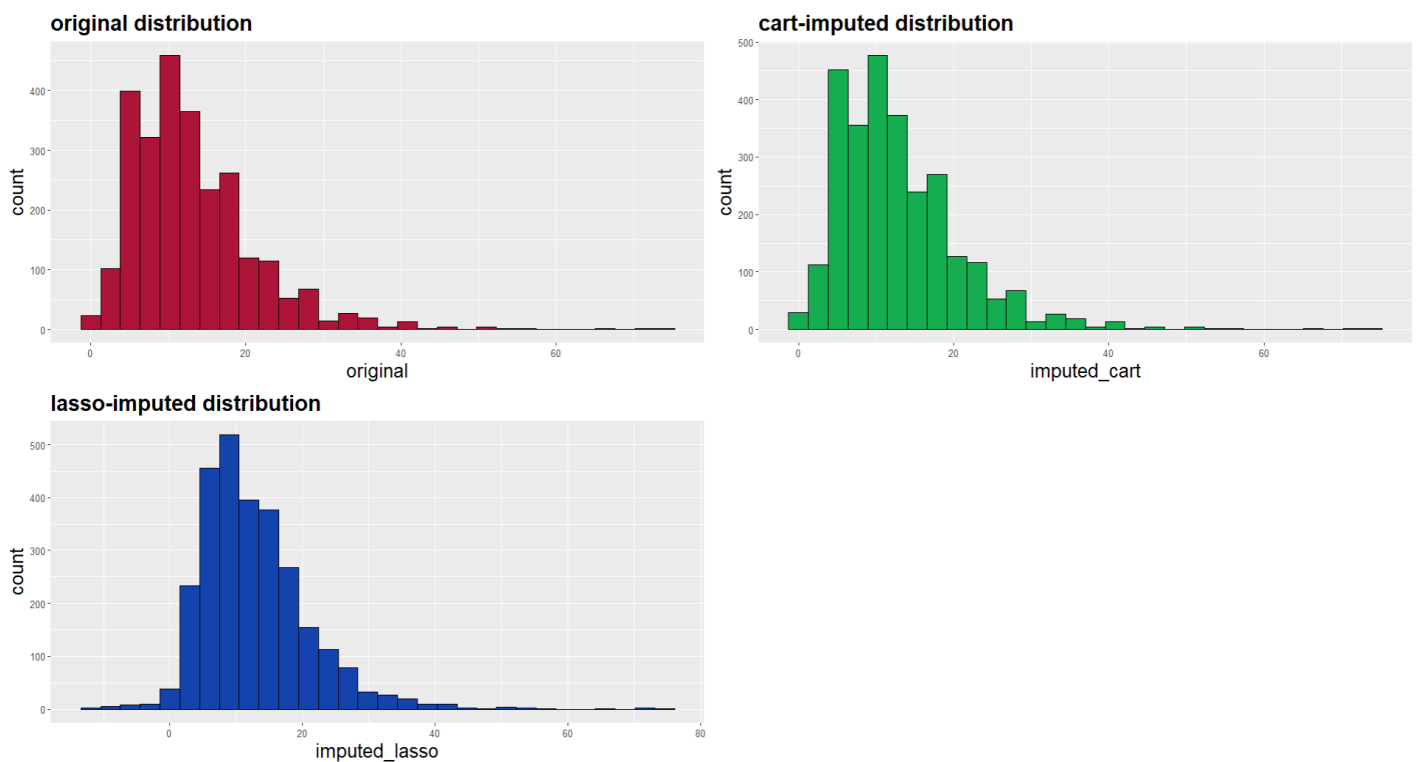 original distribution
count
400
300
200
100
0
0 20 40 60
original
cart-imputed distribution
count
500
400
300
200
100
0
0 20 40 60
imputed_cart
lasso-imputed distribution
count
500
400
300
200
100
0
0 20 40 60 80
imputed_lasso